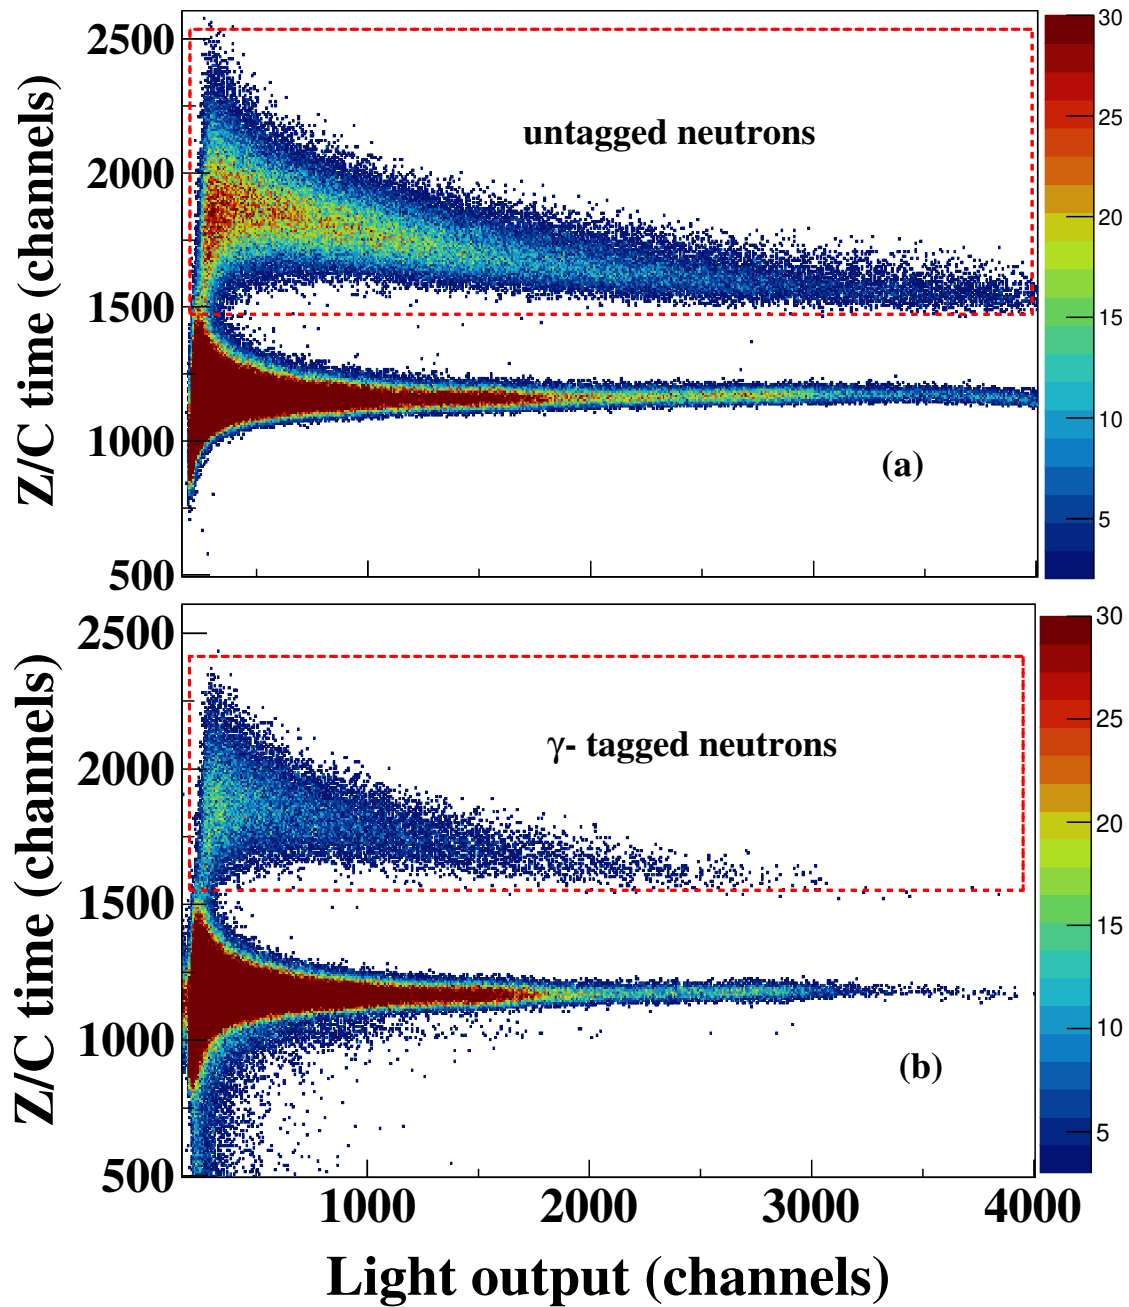 2500
2000
1500
1000
500
Z/C time (channels)
untagged neutrons
(a)
30
25
20
15
10
5
2500
2000
1500
1000
500
Z/C time (channels)
γ- tagged neutrons
(b)
30
25
20
15
10
5
1000 2000 3000 4000
Light output (channels)